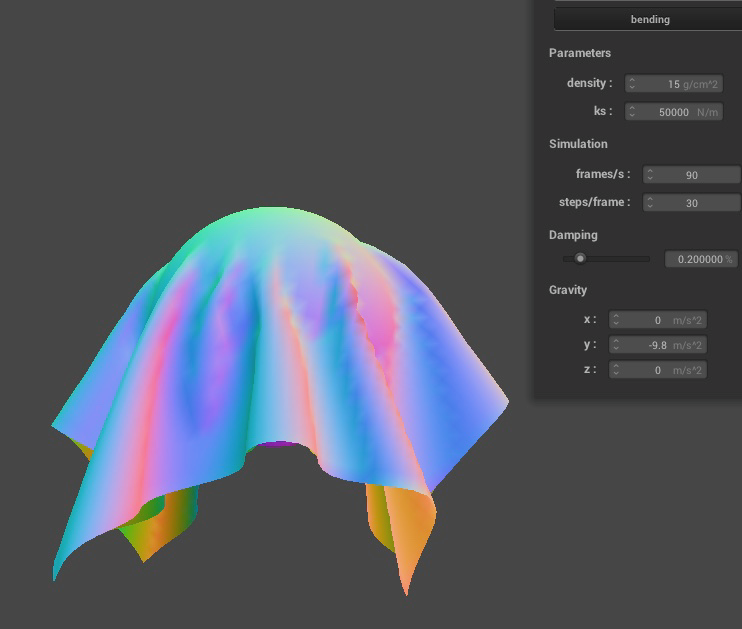 bending
Parameters
density : 15 g/cm^2
ks : 50000 N/m
Simulation
frames/s : 90
steps/frame : 30
Damping
0.200000 %
Gravity
x : 0 m/s^2
y : -9.8 m/s^2
z : 0 m/s^2